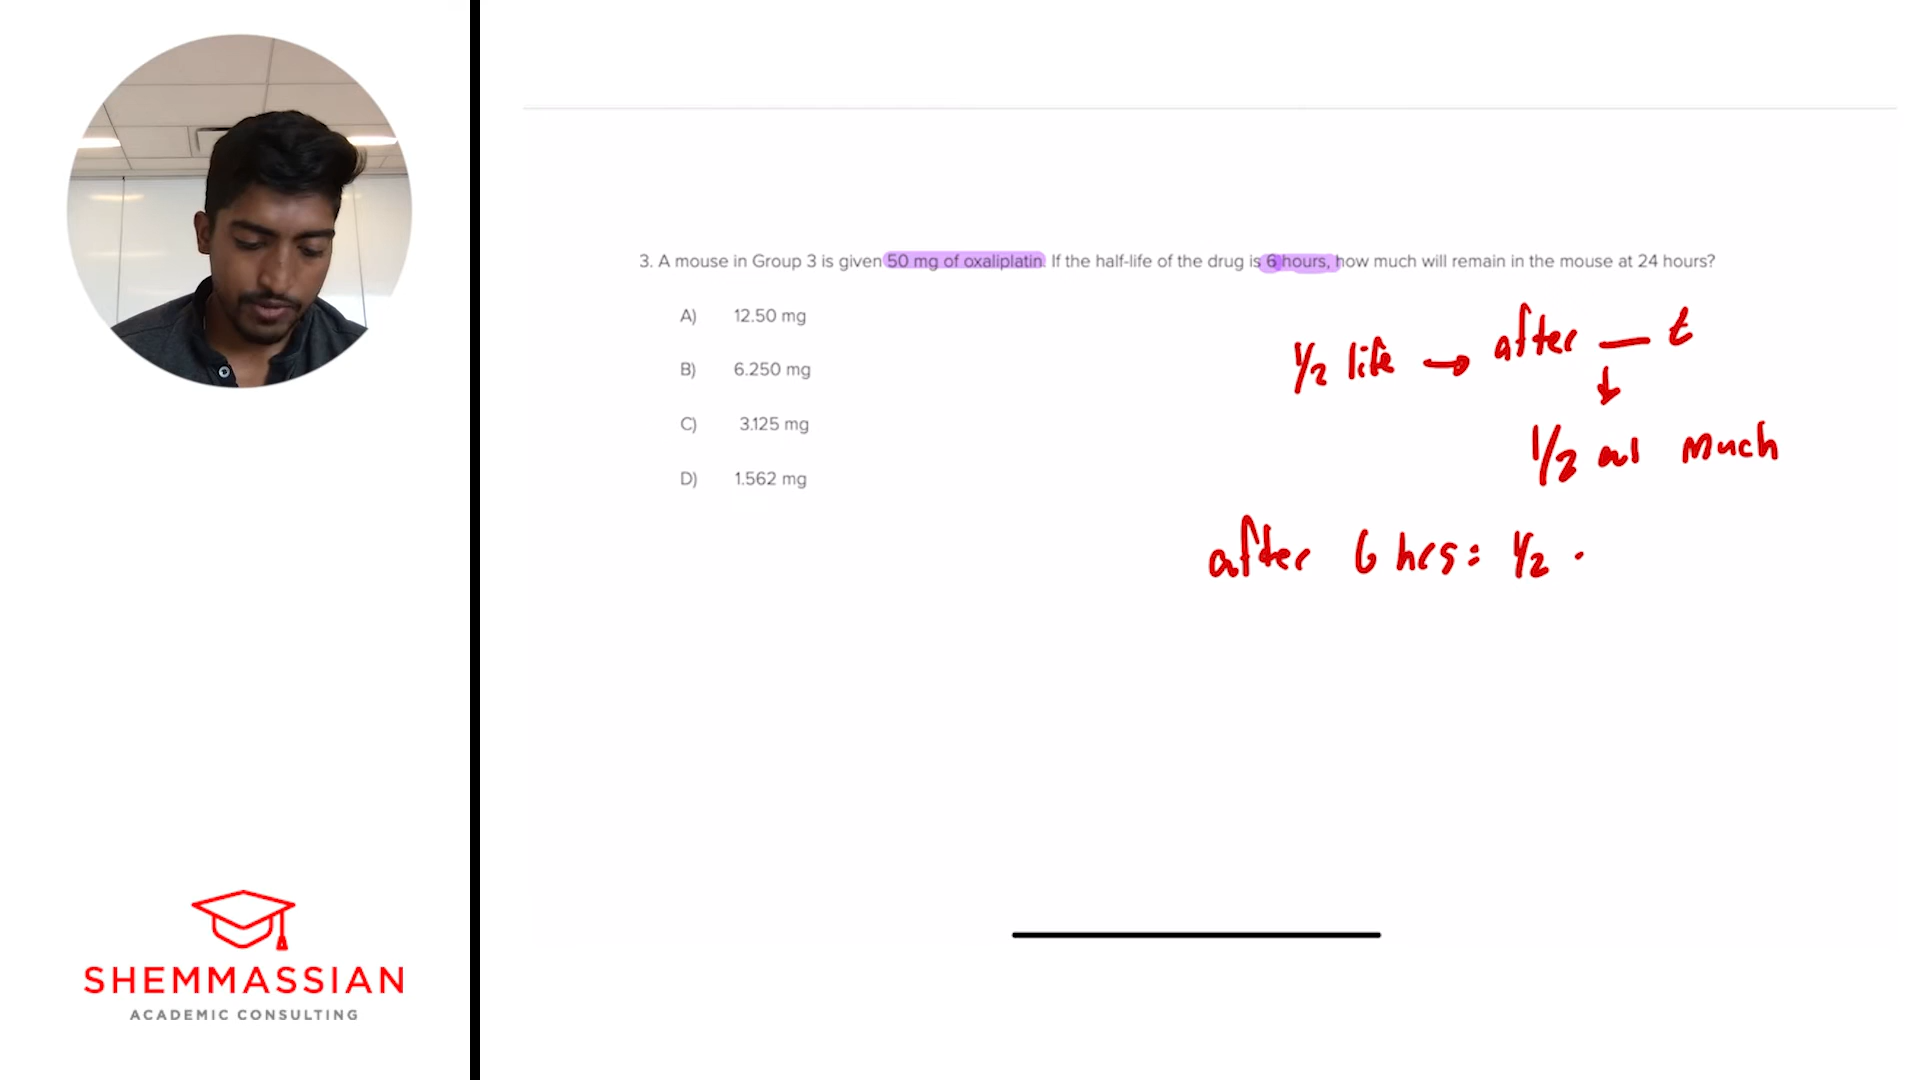 3. A mouse in Group 3 is given 50 mg of oxaliplatin. If the half-life of the drug is 6 hours, how much will remain in the mouse at 24 hours?
A) 12.50 mg
B) 6.250 mg
C) 3.125 mg
D) 1.562 mg
1/2 life → after — t
↓
1/2 as much
after 6 hrs: 1/2 ·
SHEMMASSIAN
ACADEMIC CONSULTING